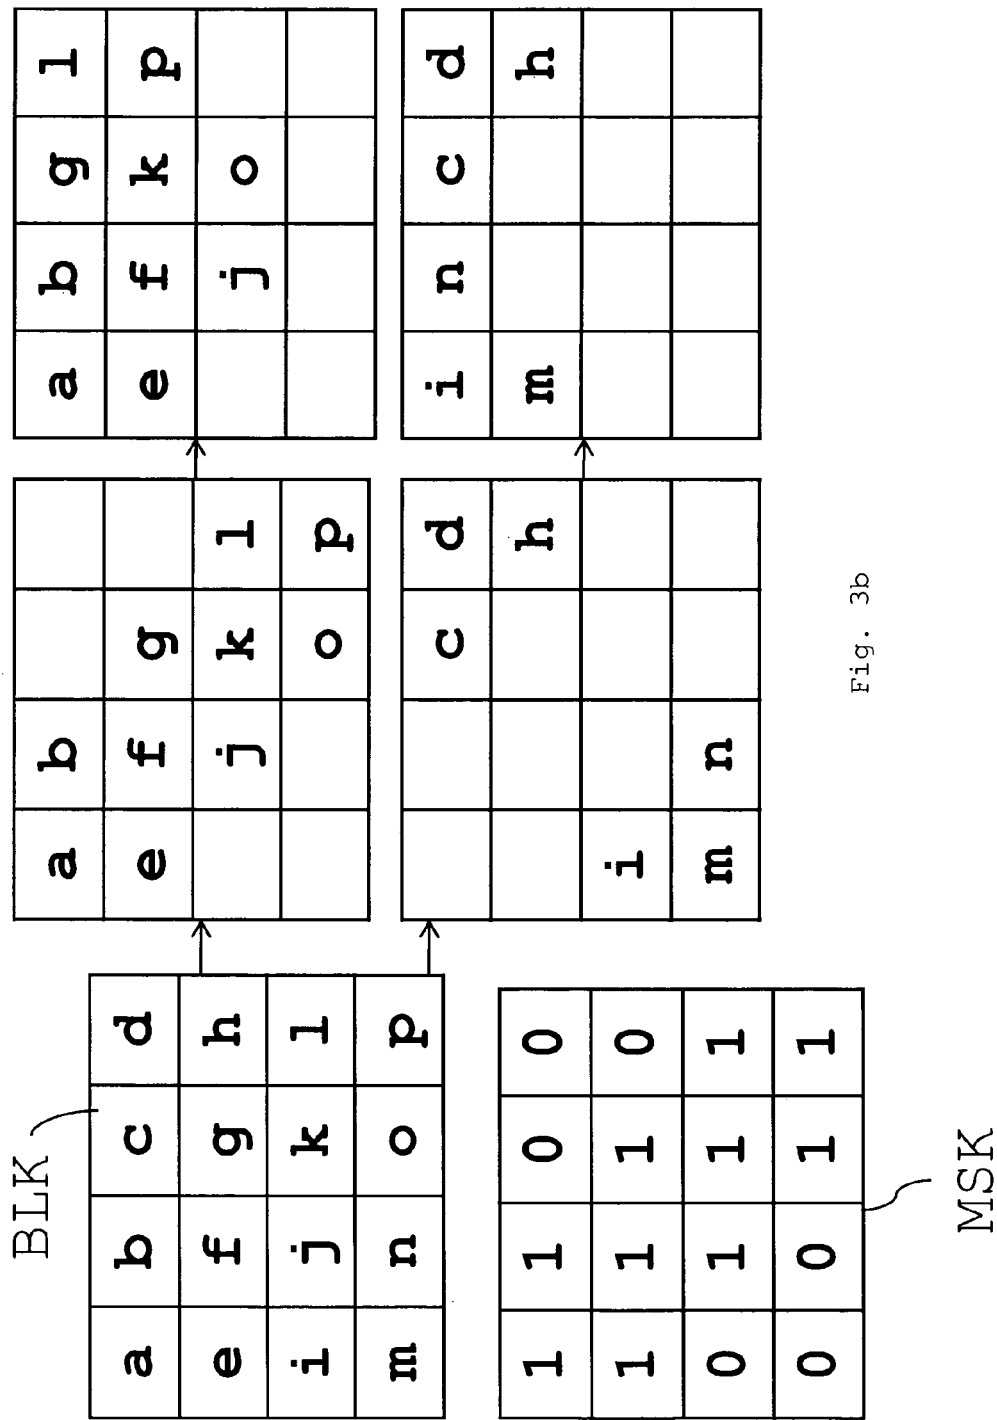 BLK
a b c d
e f g h
i j k l
m n o p
1 1 0 0
1 1 1 0
0 1 1 1
0 0 1 1
MSK
a b
e f g
j k l
o p
c d
h
i
m n
a b g l
e f k p
j o
i n c d
m h
Fig. 3b